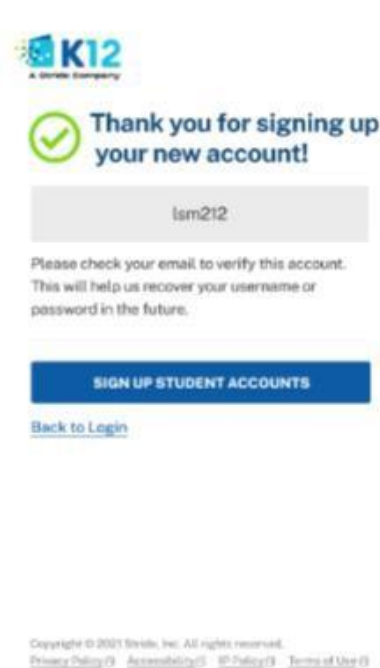 K12
A Stride Company
Thank you for signing up
your new account!
lsm212
Please check your email to verify this account.
This will help us recover your username or
password in the future.
SIGN UP STUDENT ACCOUNTS
Back to Login
Copyright © 2021 Stride, Inc. All rights reserved.
Privacy Policy Accessibility IP Policy Terms of Use